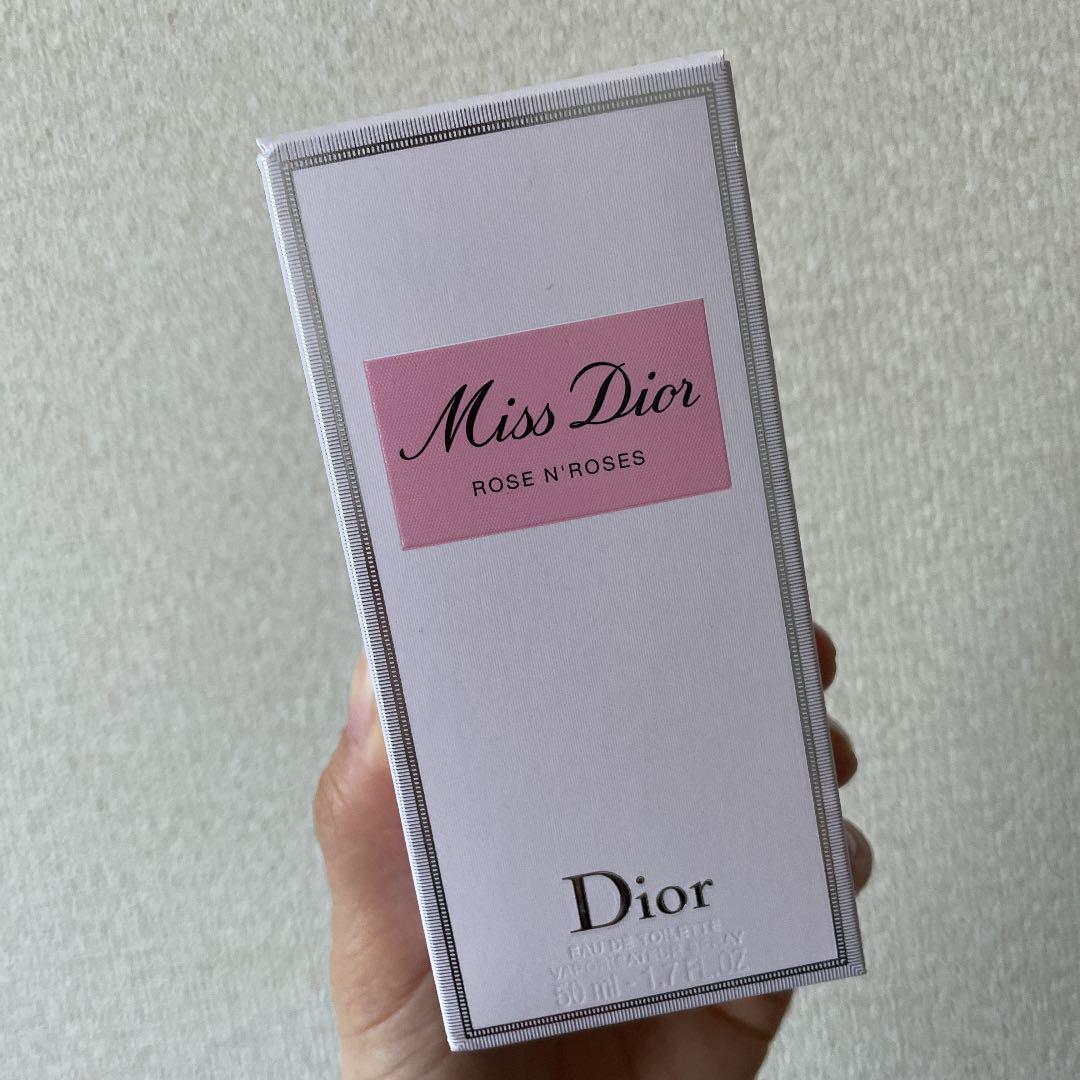 Miss Dior
ROSE N'ROSES
Dior
EAU DE TOILETTE
VAPORISATEUR SPRAY
50 ml - 1.7 FL.OZ